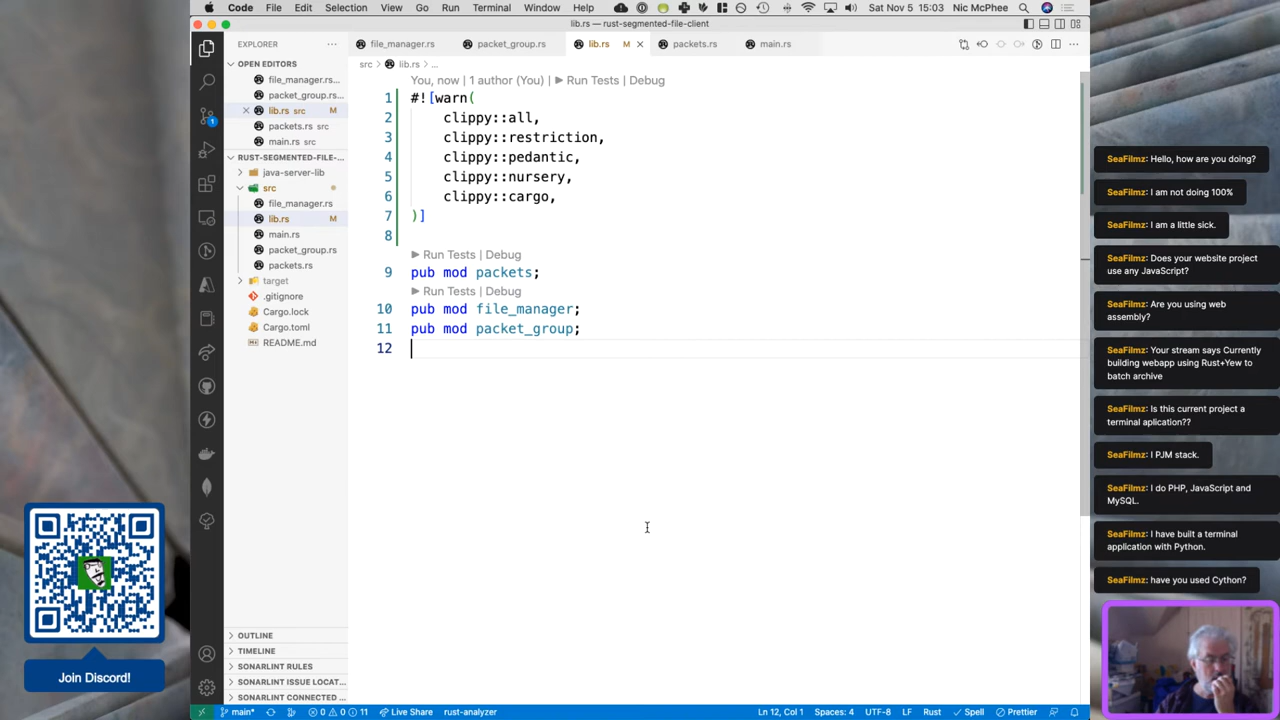 Code File Edit Selection View Go Run Terminal Window Help Sat Nov 5 15:03 Nic McPhee
lib.rs — rust-segmented-file-client
EXPLORER
OPEN EDITORS
file_manager.rs...
packet_group.rs...
lib.rs src M
packets.rs src
main.rs src
RUST-SEGMENTED-FILE-...
java-server-lib
src
file_manager.rs
lib.rs M
main.rs
packet_group.rs
packets.rs
target
.gitignore
Cargo.lock
Cargo.toml
README.md
OUTLINE
TIMELINE
SONARLINT RULES
SONARLINT ISSUE LOCAT...
SONARLINT CONNECTED ...
file_manager.rs packet_group.rs lib.rs M packets.rs main.rs
src > lib.rs > ...
You, now | 1 author (You) | Run Tests | Debug
1 #![warn(
2 clippy::all,
3 clippy::restriction,
4 clippy::pedantic,
5 clippy::nursery,
6 clippy::cargo,
7 )]
8
Run Tests | Debug
9 pub mod packets;
Run Tests | Debug
10 pub mod file_manager;
11 pub mod packet_group;
12
main* 0 0 11 Live Share rust-analyzer Ln 12, Col 1 Spaces: 4 UTF-8 LF Rust Spell Prettier
SeaFilmz: Hello, how are you doing?
SeaFilmz: I am not doing 100%
SeaFilmz: I am a little sick.
SeaFilmz: Does your website project
use any JavaScript?
SeaFilmz: Are you using web
assembly?
SeaFilmz: Your stream says Currently
building webapp using Rust+Yew to
batch archive
SeaFilmz: Is this current project a
terminal aplication??
SeaFilmz: I PJM stack.
SeaFilmz: I do PHP, JavaScript and
MySQL.
SeaFilmz: I have built a terminal
application with Python.
SeaFilmz: have you used Cython?
Join Discord!